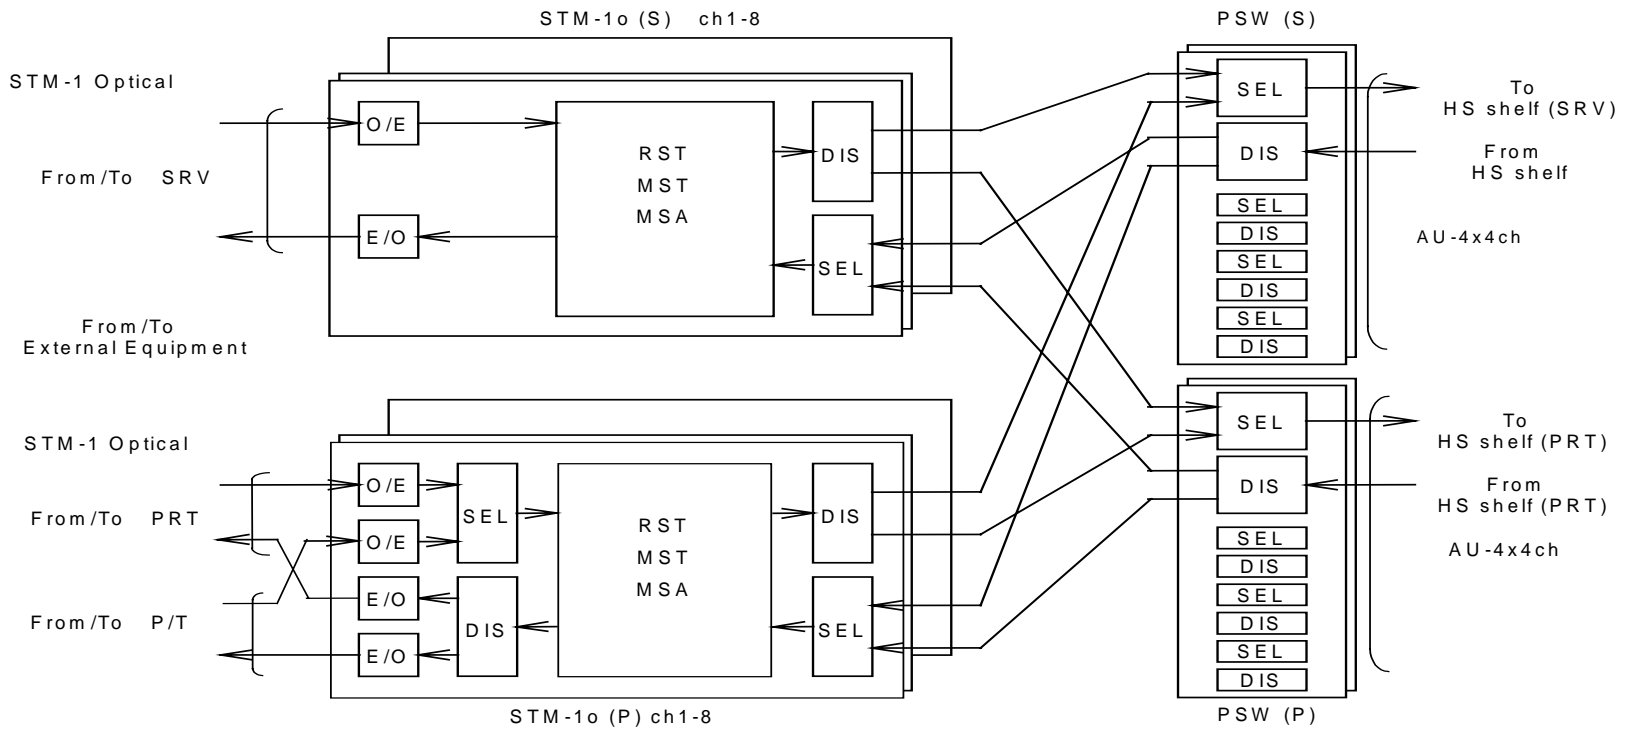 STM-1o (S) ch1-8
PSW (S)
STM-1 Optical
O/E
RST
MST
MSA
DIS
SEL
To
HS shelf (SRV)
From/To SRV
DIS
From
HS shelf
E/O
SEL
SEL
DIS
SEL
DIS
SEL
DIS
AU-4x4ch
From/To
External Equipment
STM-1 Optical
O/E
SEL
RST
MST
MSA
DIS
SEL
To
HS shelf (PRT)
From/To PRT
O/E
DIS
From
HS shelf (PRT)
E/O
DIS
SEL
SEL
DIS
SEL
DIS
SEL
DIS
AU-4x4ch
From/To P/T
E/O
STM-1o (P) ch1-8
PSW (P)